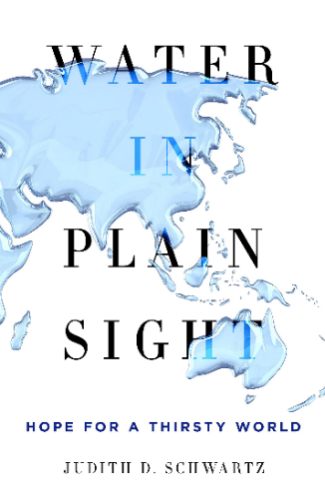 WATER
IN
PLAIN
SIGHT
HOPE FOR A THIRSTY WORLD
JUDITH D. SCHWARTZ